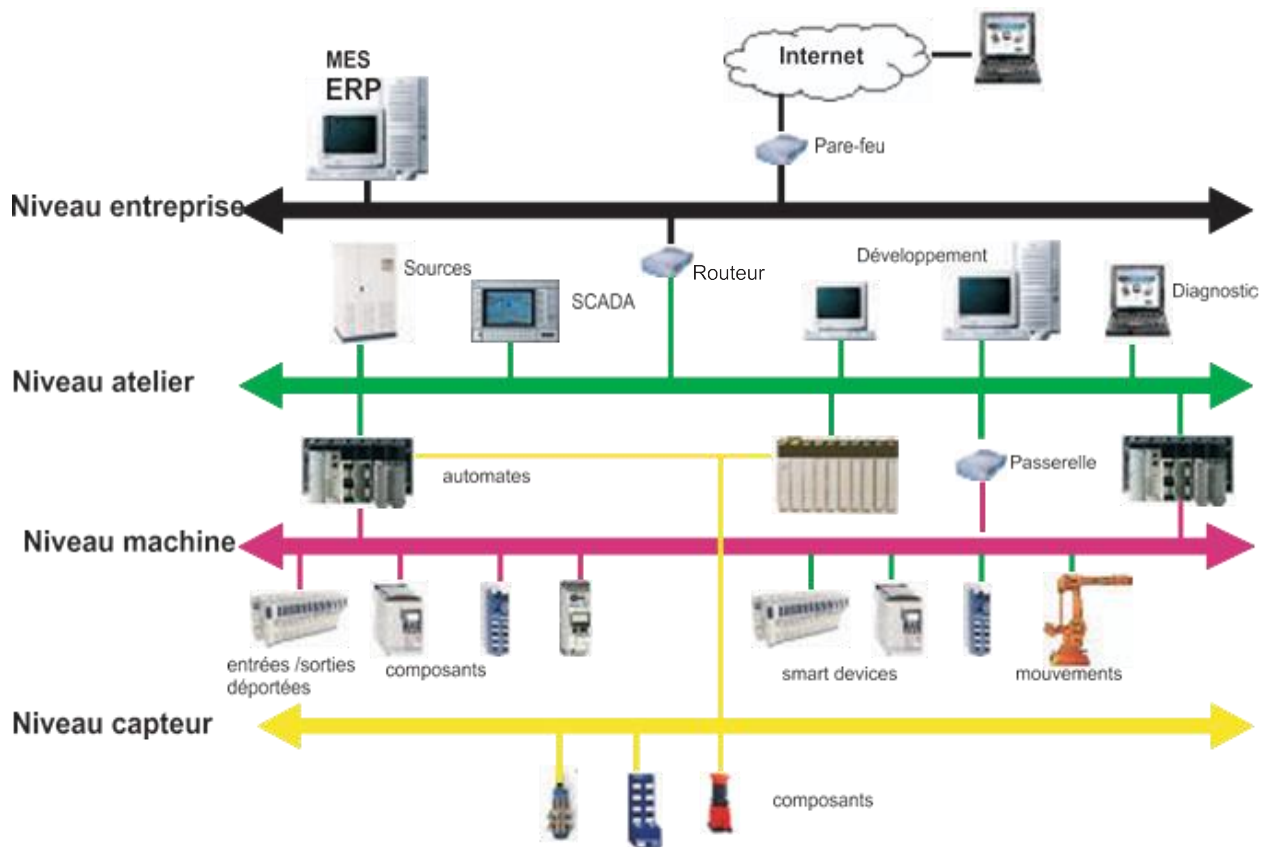 MES
ERP
Internet
Pare-feu
Niveau entreprise
Sources
SCADA
Routeur
Développement
Diagnostic
Niveau atelier
automates
Passerelle
Niveau machine
entrées /sorties
déportées
composants
smart devices
mouvements
Niveau capteur
composants